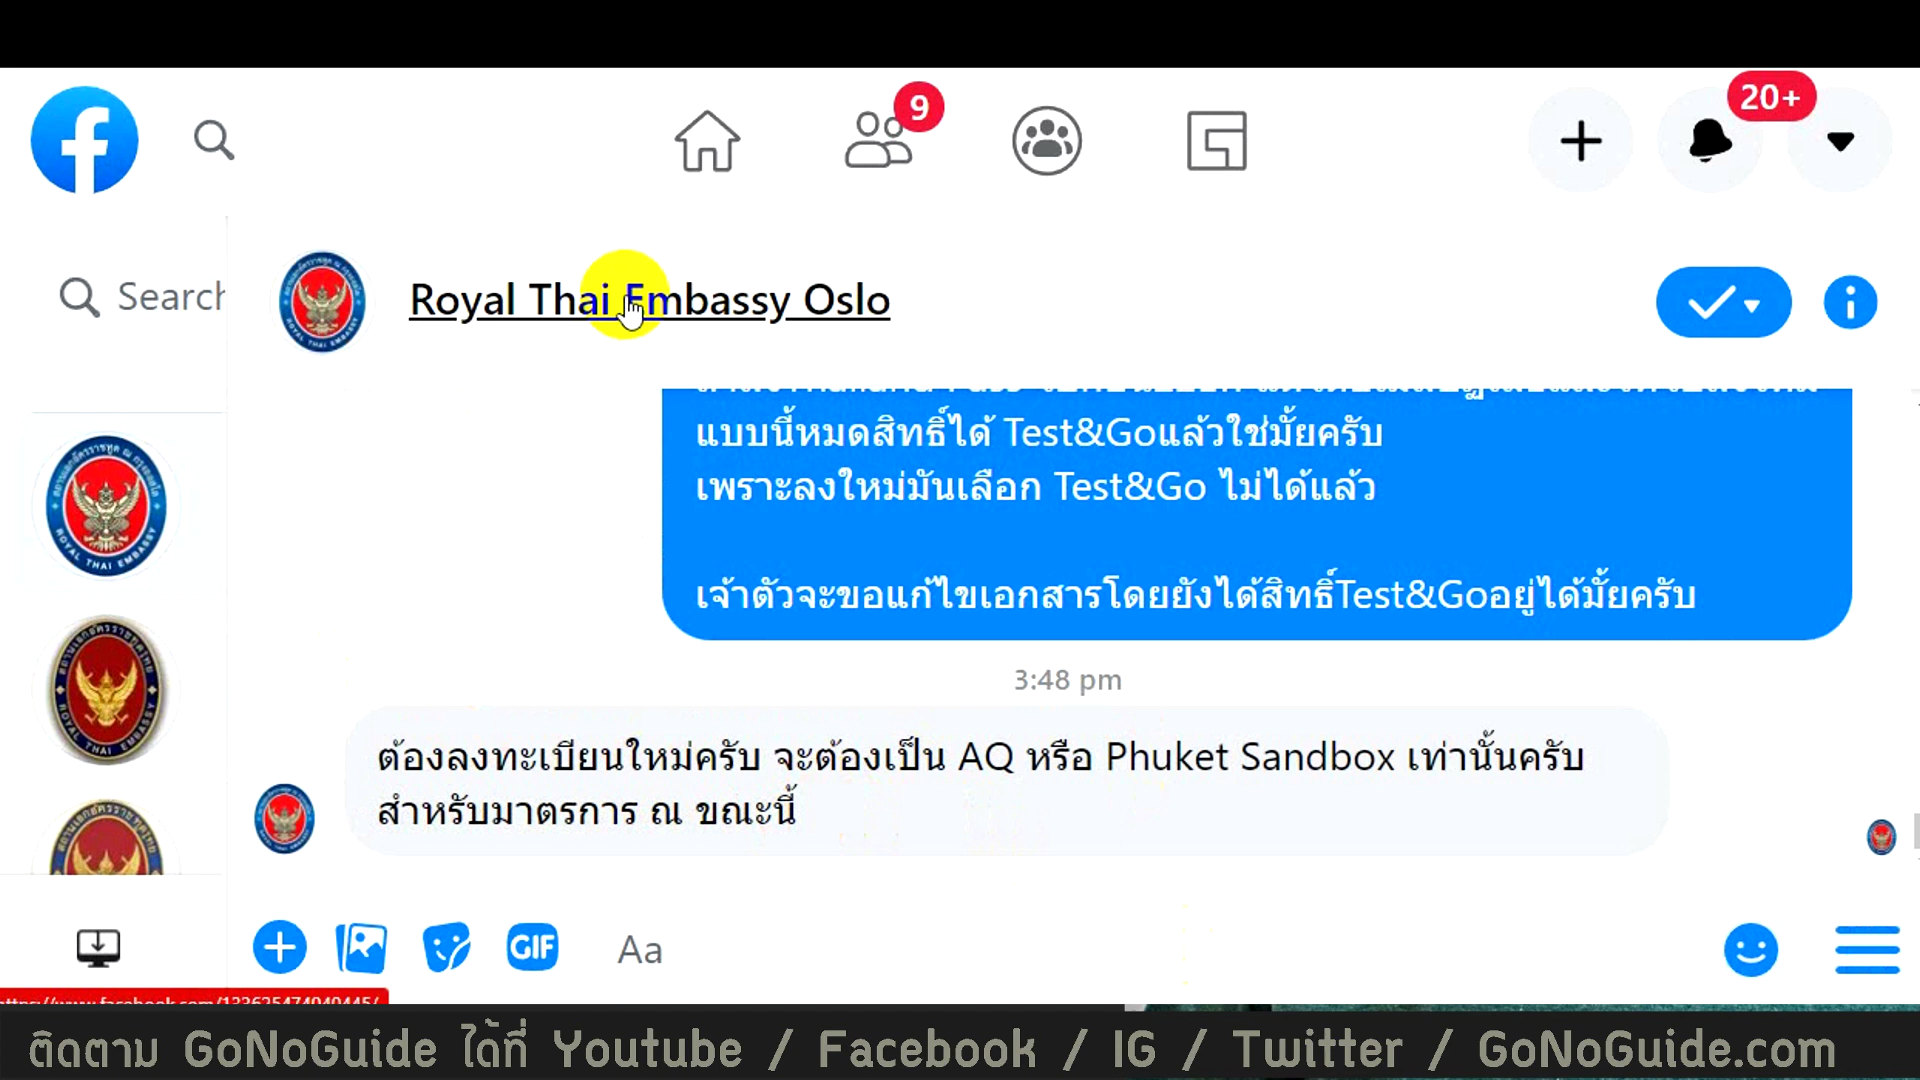 20+
9
Search
Royal Thai Embassy Oslo
แบบนี้หมดสิทธิ์ได้ Test&Goแล้วใช่มั้ยครับ
เพราะลงใหม่มันเลือก Test&Go ไม่ได้แล้ว
เจ้าตัวจะขอแก้ไขเอกสารโดยยังได้สิทธิ์Test&Goอยู่ได้มั้ยครับ
3:48 pm
ต้องลงทะเบียนใหม่ครับ จะต้องเป็น AQ หรือ Phuket Sandbox เท่านั้นครับ
สำหรับมาตรการ ณ ขณะนี้
GIF
Aa
ติดตาม GoNoGuide ได้ที่ Youtube / Facebook / IG / Twitter / GoNoGuide.com